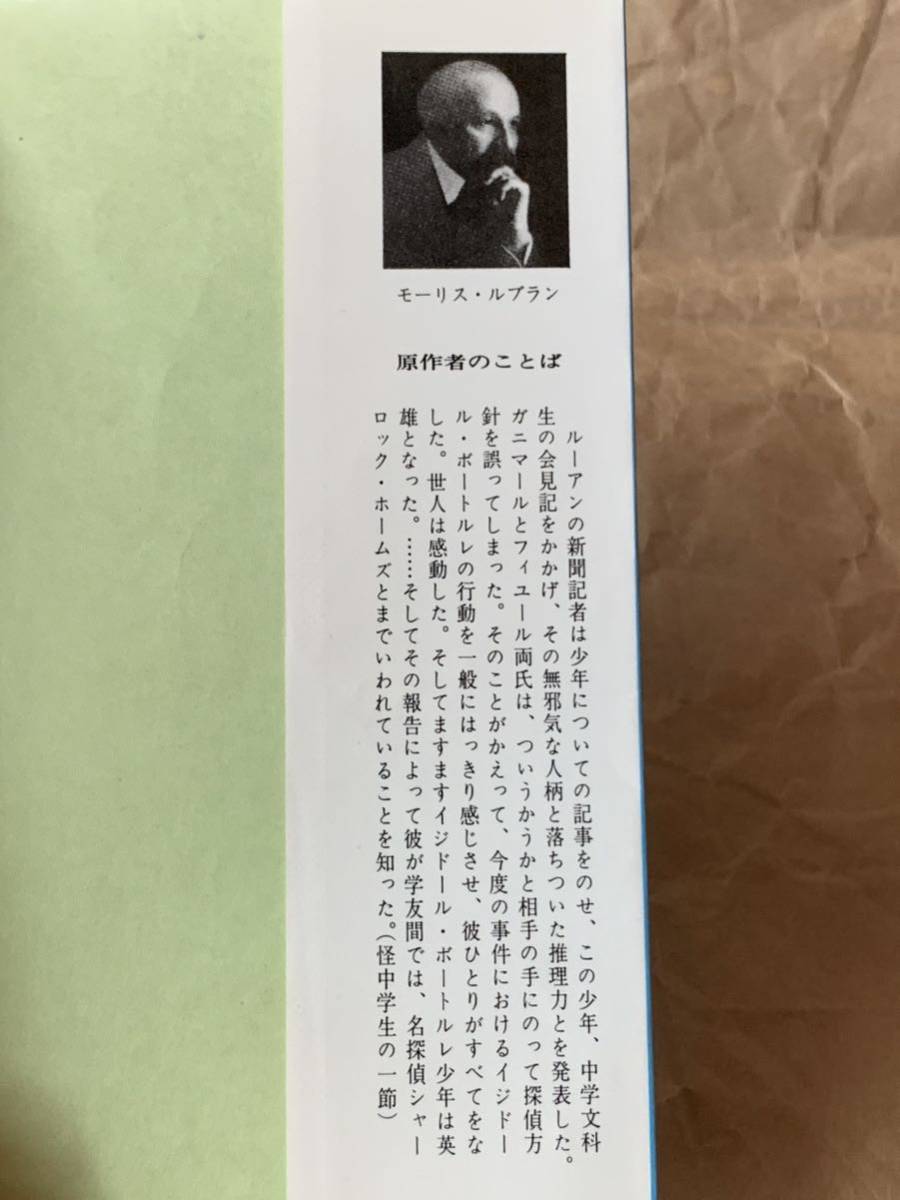 モーリス・ルブラン
原作者のことば
ルーアンの新聞記者は少年についての記事をのせ、この少年、中学文科
生の会見記をかかげ、その無邪気な人柄と落ちついた推理力とを発表した。
ガニマールとフィユール両氏は、ついうかうかと相手の手にのって探偵方
針を誤ってしまった。そのことがかえって、今度の事件におけるイジドー
ル・ボートルレの行動を一般にはっきり感じさせ、彼ひとりがすべてをな
した。世人は感動した。そしてますますイジドール・ボートルレ少年は英
雄となった。……そしてその報告によって彼が学友間では、名探偵シャー
ロック・ホームズとまでいわれていることを知った。(怪中学生の一節)